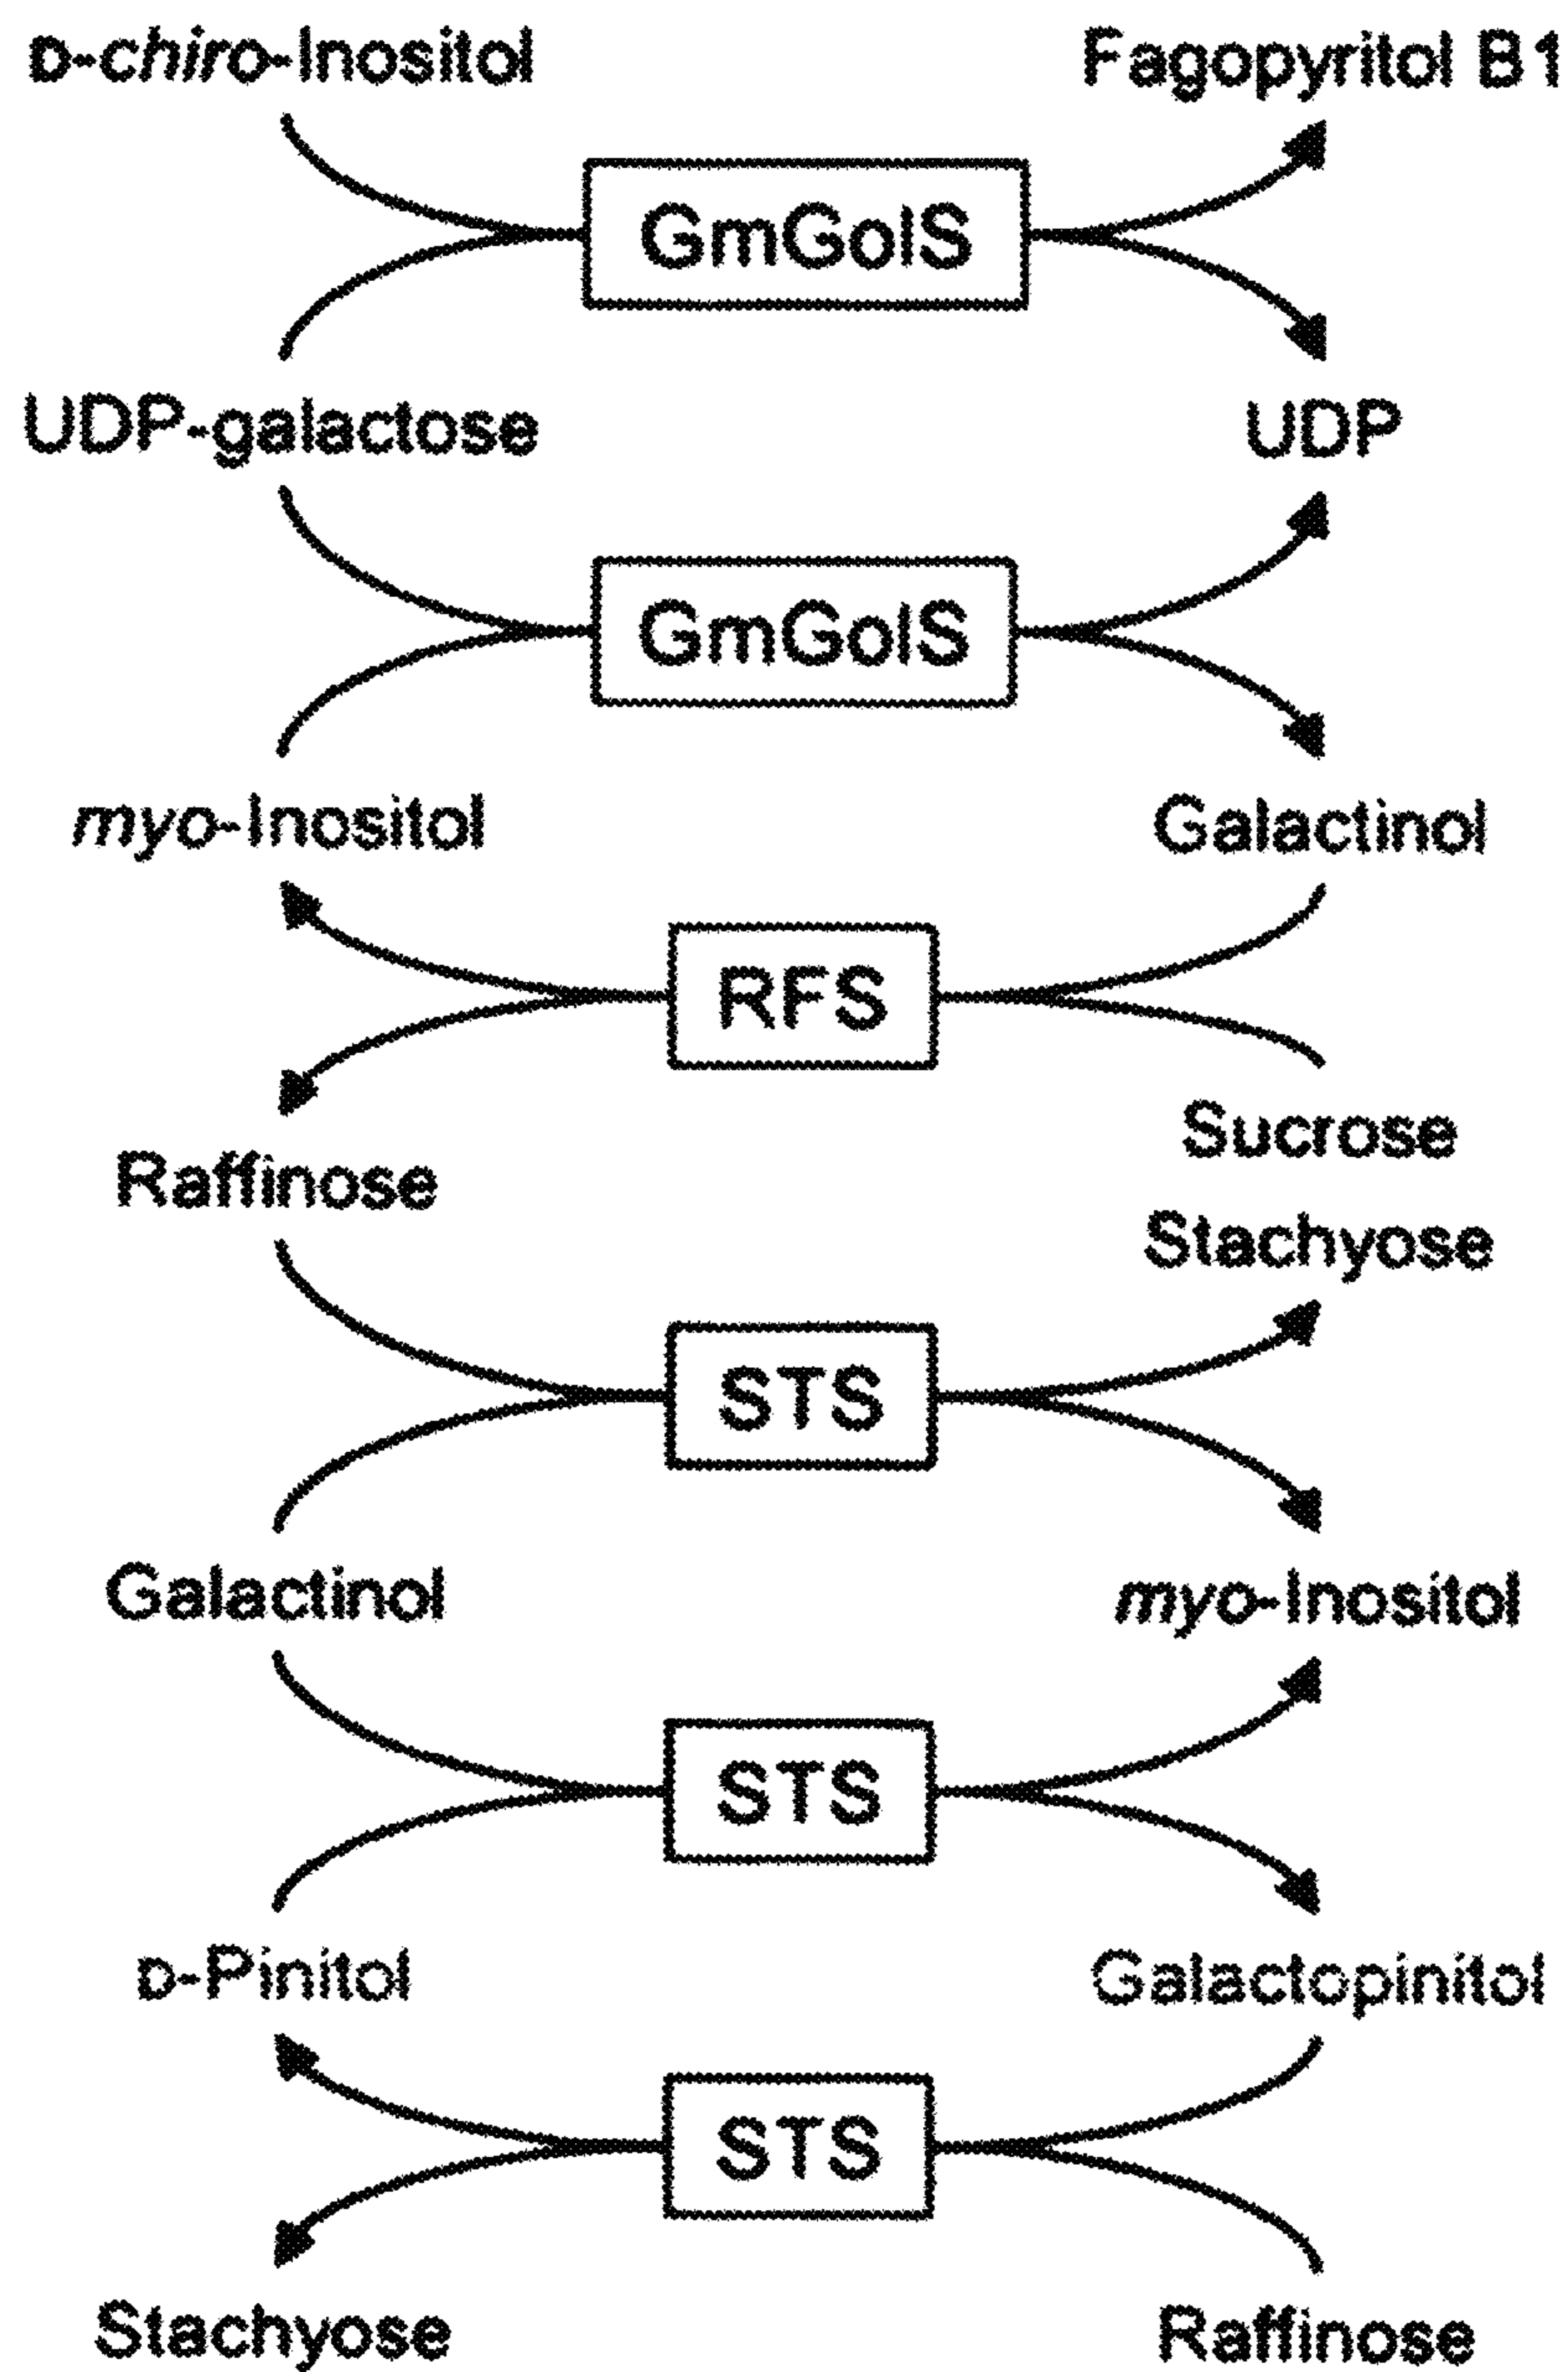 D-chiro-Inositol Fagopyritol B1
GmGolS
UDP-galactose UDP
GmGolS
myo-Inositol Galactinol
RFS
Sucrose
Raffinose
Stachyose
STS
Galactinol myo-Inositol
STS
D-Pinitol Galactopinitol
STS
Stachyose Raffinose